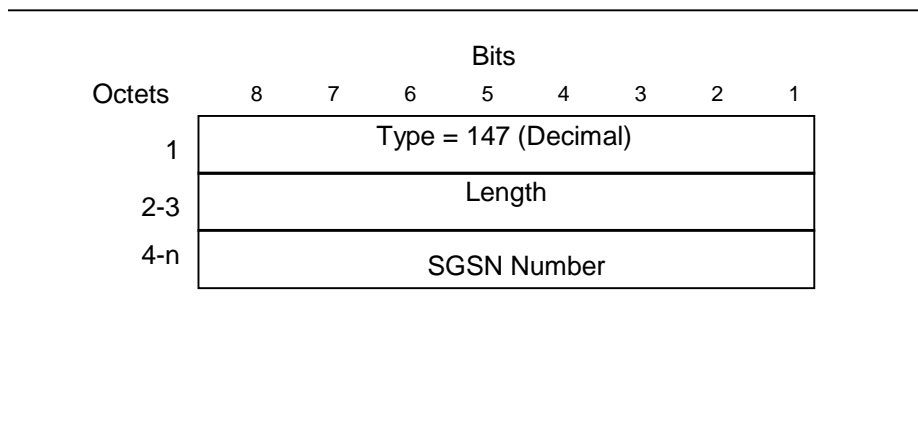 Bits
Octets 8 7 6 5 4 3 2 1
1 Type = 147 (Decimal)
2-3 Length
4-n SGSN Number